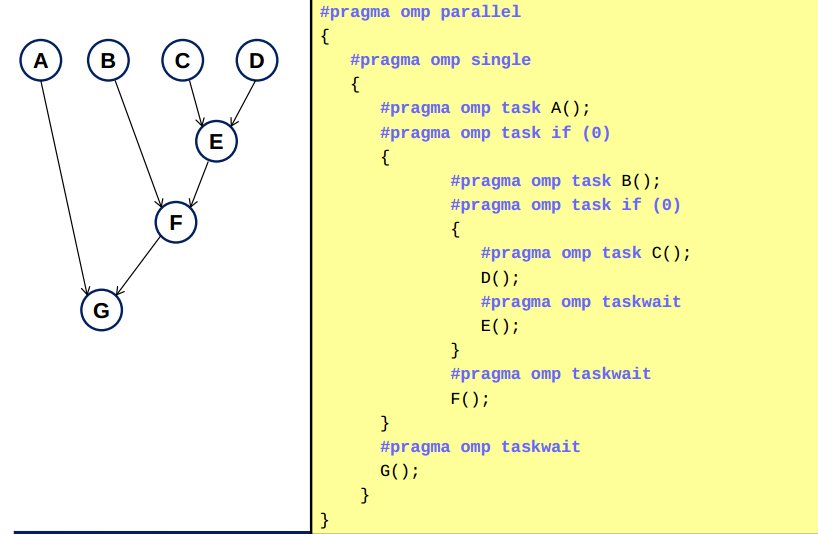 A B C D
E
F
G
#pragma omp parallel
{
#pragma omp single
{
#pragma omp task A();
#pragma omp task if (0)
{
#pragma omp task B();
#pragma omp task if (0)
{
#pragma omp task C();
D();
#pragma omp taskwait
E();
}
#pragma omp taskwait
F();
}
#pragma omp taskwait
G();
}
}